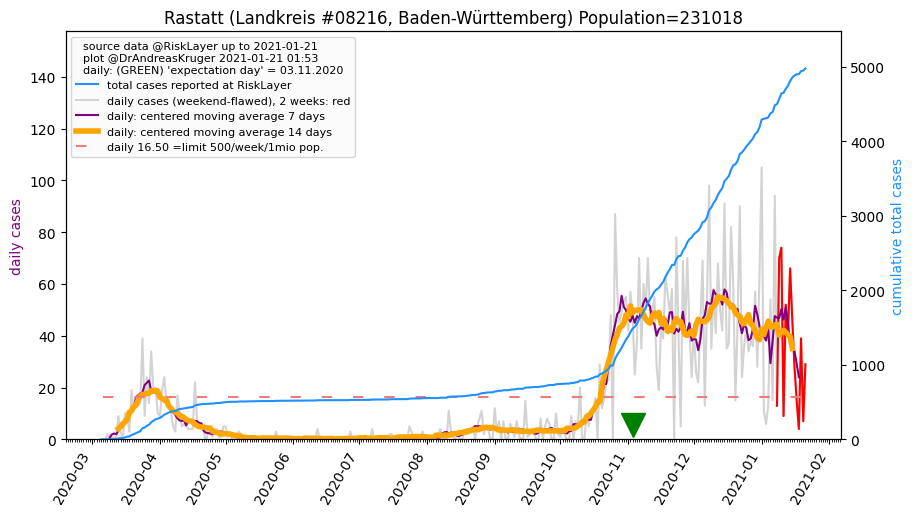 Rastatt (Landkreis #08216, Baden-Württemberg) Population=231018
source data @RiskLayer up to 2021-01-21
plot @DrAndreasKruger 2021-01-21 01:53
daily: (GREEN) 'expectation day' = 03.11.2020
total cases reported at RiskLayer
daily cases (weekend-flawed), 2 weeks: red
daily: centered moving average 7 days
daily: centered moving average 14 days
daily 16.50 =limit 500/week/1mio pop.
daily cases
140
120
100
80
60
40
20
0
5000
4000
3000
2000
1000
0
cumulative total cases
2020-03
2020-04
2020-05
2020-06
2020-07
2020-08
2020-09
2020-10
2020-11
2020-12
2021-01
2021-02